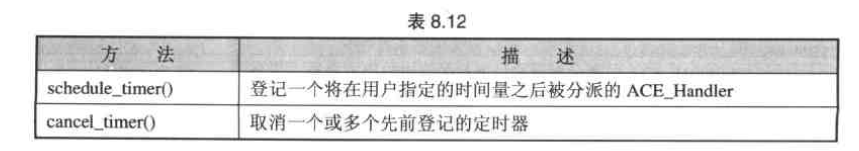 表 8.12
方 法 描 述
schedule_timer() 登记一个将在用户指定的时间量之后被分派的 ACE_Handler
cancel_timer() 取消一个或多个先前登记的定时器